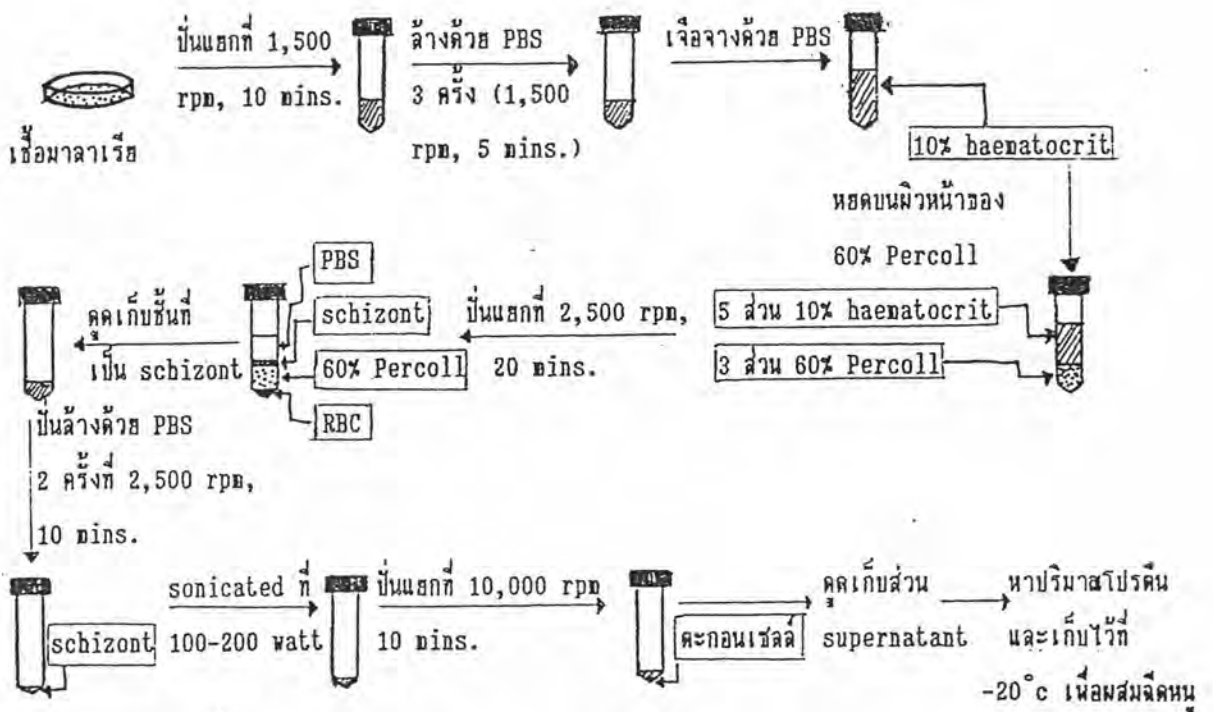 ปั่นแยกที่ 1,500
rpm, 10 mins.
เชื้อมาลาเรีย
ล้างด้วย PBS
3 ครั้ง (1,500
rpm, 5 mins.)
เจือจางด้วย PBS
10% haematocrit
หยดบนผิวหน้าของ
60% Percoll
5 ส่วน 10% haematocrit
3 ส่วน 60% Percoll
ปั่นแยกที่ 2,500 rpm,
20 mins.
PBS
schizont
60% Percoll
RBC
ดูดเก็บชั้นที่
เป็น schizont
ปั่นล้างด้วย PBS
2 ครั้งที่ 2,500 rpm,
10 mins.
schizont
sonicated ที่
100-200 watt
ปั่นแยกที่ 10,000 rpm
10 mins.
ตะกอนเซลล์
ดูดเก็บส่วน
supernatant
หาปริมาณโปรตีน
และเก็บไว้ที่
-20°c เพื่อผสมฉีดหนู